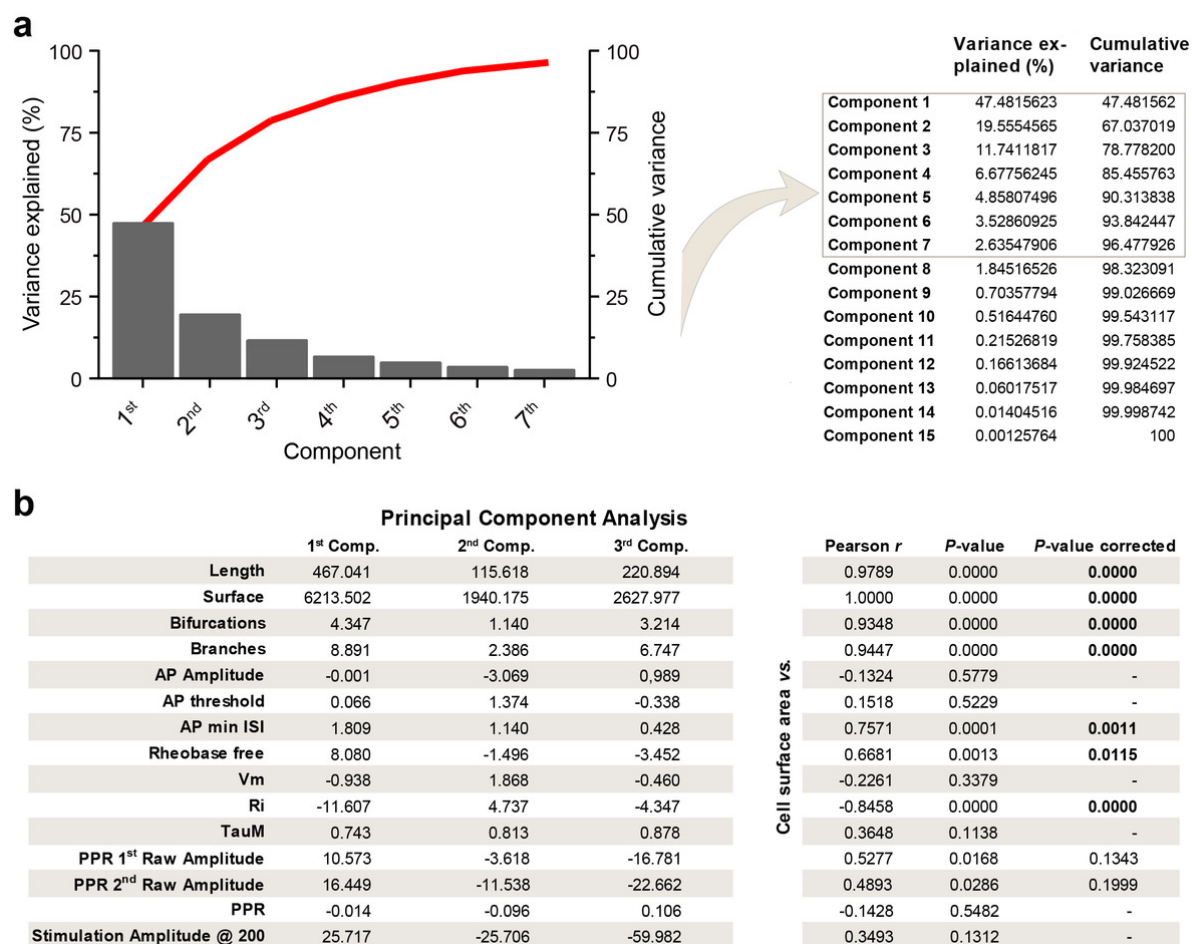 a
Variance explained (%)
100
75
50
25
0
100
75
50
25
0
Cumulative variance
1st 2nd 3rd 4th 5th 6th 7th
Component
Variance ex- Cumulative
plained (%) variance
Component 1 47.4815623 47.481562
Component 2 19.5554565 67.037019
Component 3 11.7411817 78.778200
Component 4 6.67756245 85.455763
Component 5 4.85807496 90.313838
Component 6 3.52860925 93.842447
Component 7 2.63547906 96.477926
Component 8 1.84516526 98.323091
Component 9 0.70357794 99.026669
Component 10 0.51644760 99.543117
Component 11 0.21526819 99.758385
Component 12 0.16613684 99.924522
Component 13 0.06017517 99.984697
Component 14 0.01404516 99.998742
Component 15 0.00125764 100
b
Principal Component Analysis
1st Comp. 2nd Comp. 3rd Comp.
Length 467.041 115.618 220.894
Surface 6213.502 1940.175 2627.977
Bifurcations 4.347 1.140 3.214
Branches 8.891 2.386 6.747
AP Amplitude -0.001 -3.069 0,989
AP threshold 0.066 1.374 -0.338
AP min ISI 1.809 1.140 0.428
Rheobase free 8.080 -1.496 -3.452
Vm -0.938 1.868 -0.460
Ri -11.607 4.737 -4.347
TauM 0.743 0.813 0.878
PPR 1st Raw Amplitude 10.573 -3.618 -16.781
PPR 2nd Raw Amplitude 16.449 -11.538 -22.662
PPR -0.014 -0.096 0.106
Stimulation Amplitude @ 200 25.717 -25.706 -59.982
Cell surface area vs.
Pearson r P-value P-value corrected
0.9789 0.0000 0.0000
1.0000 0.0000 0.0000
0.9348 0.0000 0.0000
0.9447 0.0000 0.0000
-0.1324 0.5779 -
0.1518 0.5229 -
0.7571 0.0001 0.0011
0.6681 0.0013 0.0115
-0.2261 0.3379 -
-0.8458 0.0000 0.0000
0.3648 0.1138 -
0.5277 0.0168 0.1343
0.4893 0.0286 0.1999
-0.1428 0.5482 -
0.3493 0.1312 -